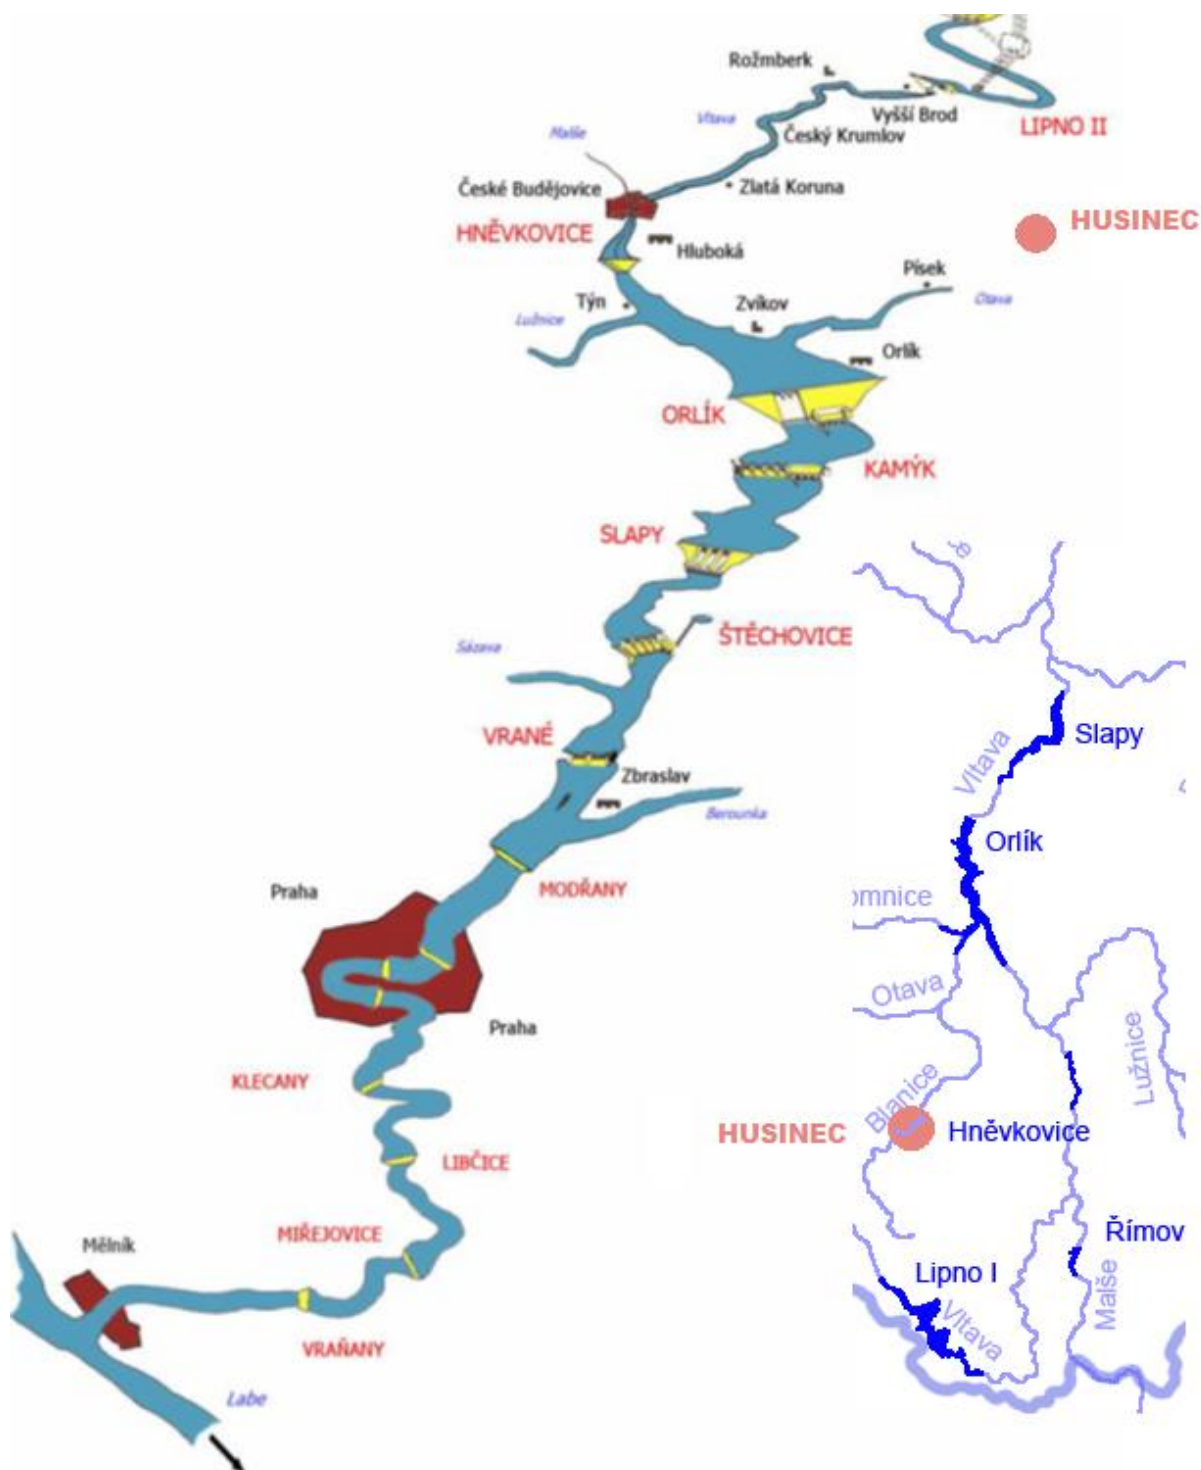 Rožmberk
Vyšší Brod
LIPNO II
Vltava
Český Krumlov
Malše
České Budějovice
Zlatá Koruna
HUSINEC
HNĚVKOVICE
Hluboká
Písek
Týn
Zvíkov
Otava
Lužnice
Orlík
ORLÍK
KAMÝK
SLAPY
ŠTĚCHOVICE
Sázava
VRANÉ
Zbraslav
Berounka
MODŘANY
Praha
Praha
KLECANY
LIBČICE
MIŘEJOVICE
Mělník
VRAŇANY
Labe
Slapy
Vltava
Orlík
omnice
Otava
Lužnice
Blanice
HUSINEC
Hněvkovice
Římov
Lipno I
Vltava
Malše